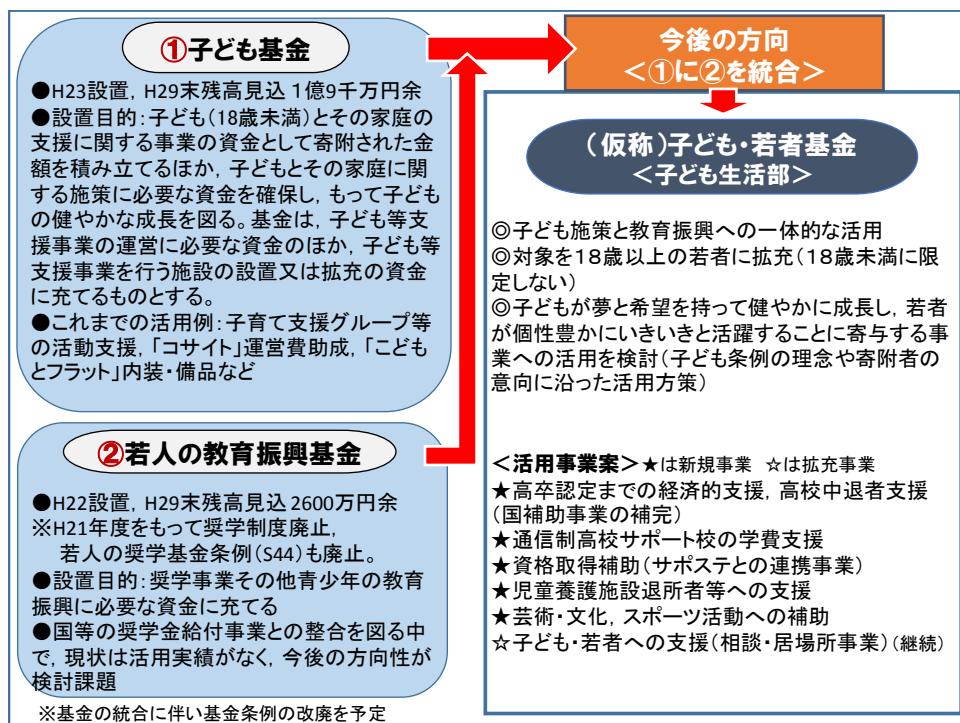 ①子ども基金
●H23設置，H29末残高見込 1億9千万円余
●設置目的：子ども（18歳未満）とその家庭の
支援に関する事業の資金として寄附された金
額を積み立てるほか，子どもとその家庭に関
する施策に必要な資金を確保し，もって子ども
の健やかな成長を図る。基金は，子ども等支
援事業の運営に必要な資金のほか，子ども等
支援事業を行う施設の設置又は拡充の資金
に充てるものとする。
●これまでの活用例：子育て支援グループ等
の活動支援，「コサイト」運営費助成，「こども
とフラット」内装・備品など
②若人の教育振興基金
●H22設置，H29末残高見込 2600万円余
※H21年度をもって奨学制度廃止，
若人の奨学基金条例（S44）も廃止。
●設置目的：奨学事業その他青少年の教育
振興に必要な資金に充てる
●国等の奨学金給付事業との整合を図る中
で，現状は活用実績がなく，今後の方向性が
検討課題
※基金の統合に伴い基金条例の改廃を予定
今後の方向
＜①に②を統合＞
（仮称）子ども・若者基金
＜子ども生活部＞
◎子ども施策と教育振興への一体的な活用
◎対象を１８歳以上の若者に拡充（１８歳未満に限
定しない）
◎子どもが夢と希望を持って健やかに成長し，若者
が個性豊かにいきいきと活躍することに寄与する事
業への活用を検討（子ども条例の理念や寄附者の
意向に沿った活用方策）
＜活用事業案＞★は新規事業 ☆は拡充事業
★高卒認定までの経済的支援，高校中退者支援
（国補助事業の補完）
★通信制高校サポート校の学費支援
★資格取得補助（サポステとの連携事業）
★児童養護施設退所者等への支援
★芸術・文化，スポーツ活動への補助
☆子ども・若者への支援（相談・居場所事業）（継続）